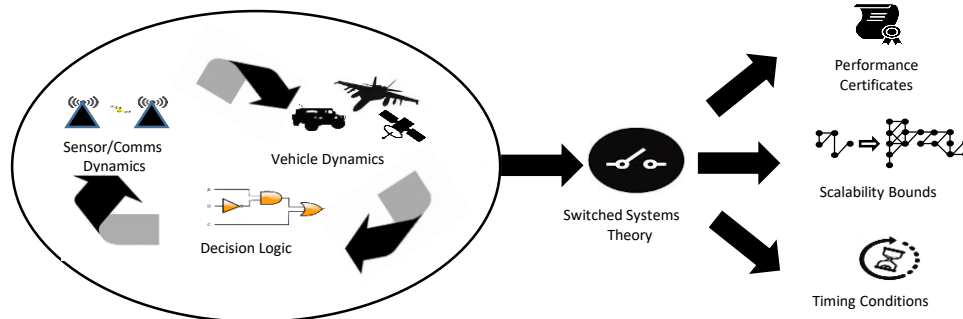 Sensor/Comms
Dynamics
Vehicle Dynamics
A
B
C
Decision Logic
Switched Systems
Theory
Performance
Certificates
Scalability Bounds
Timing Conditions